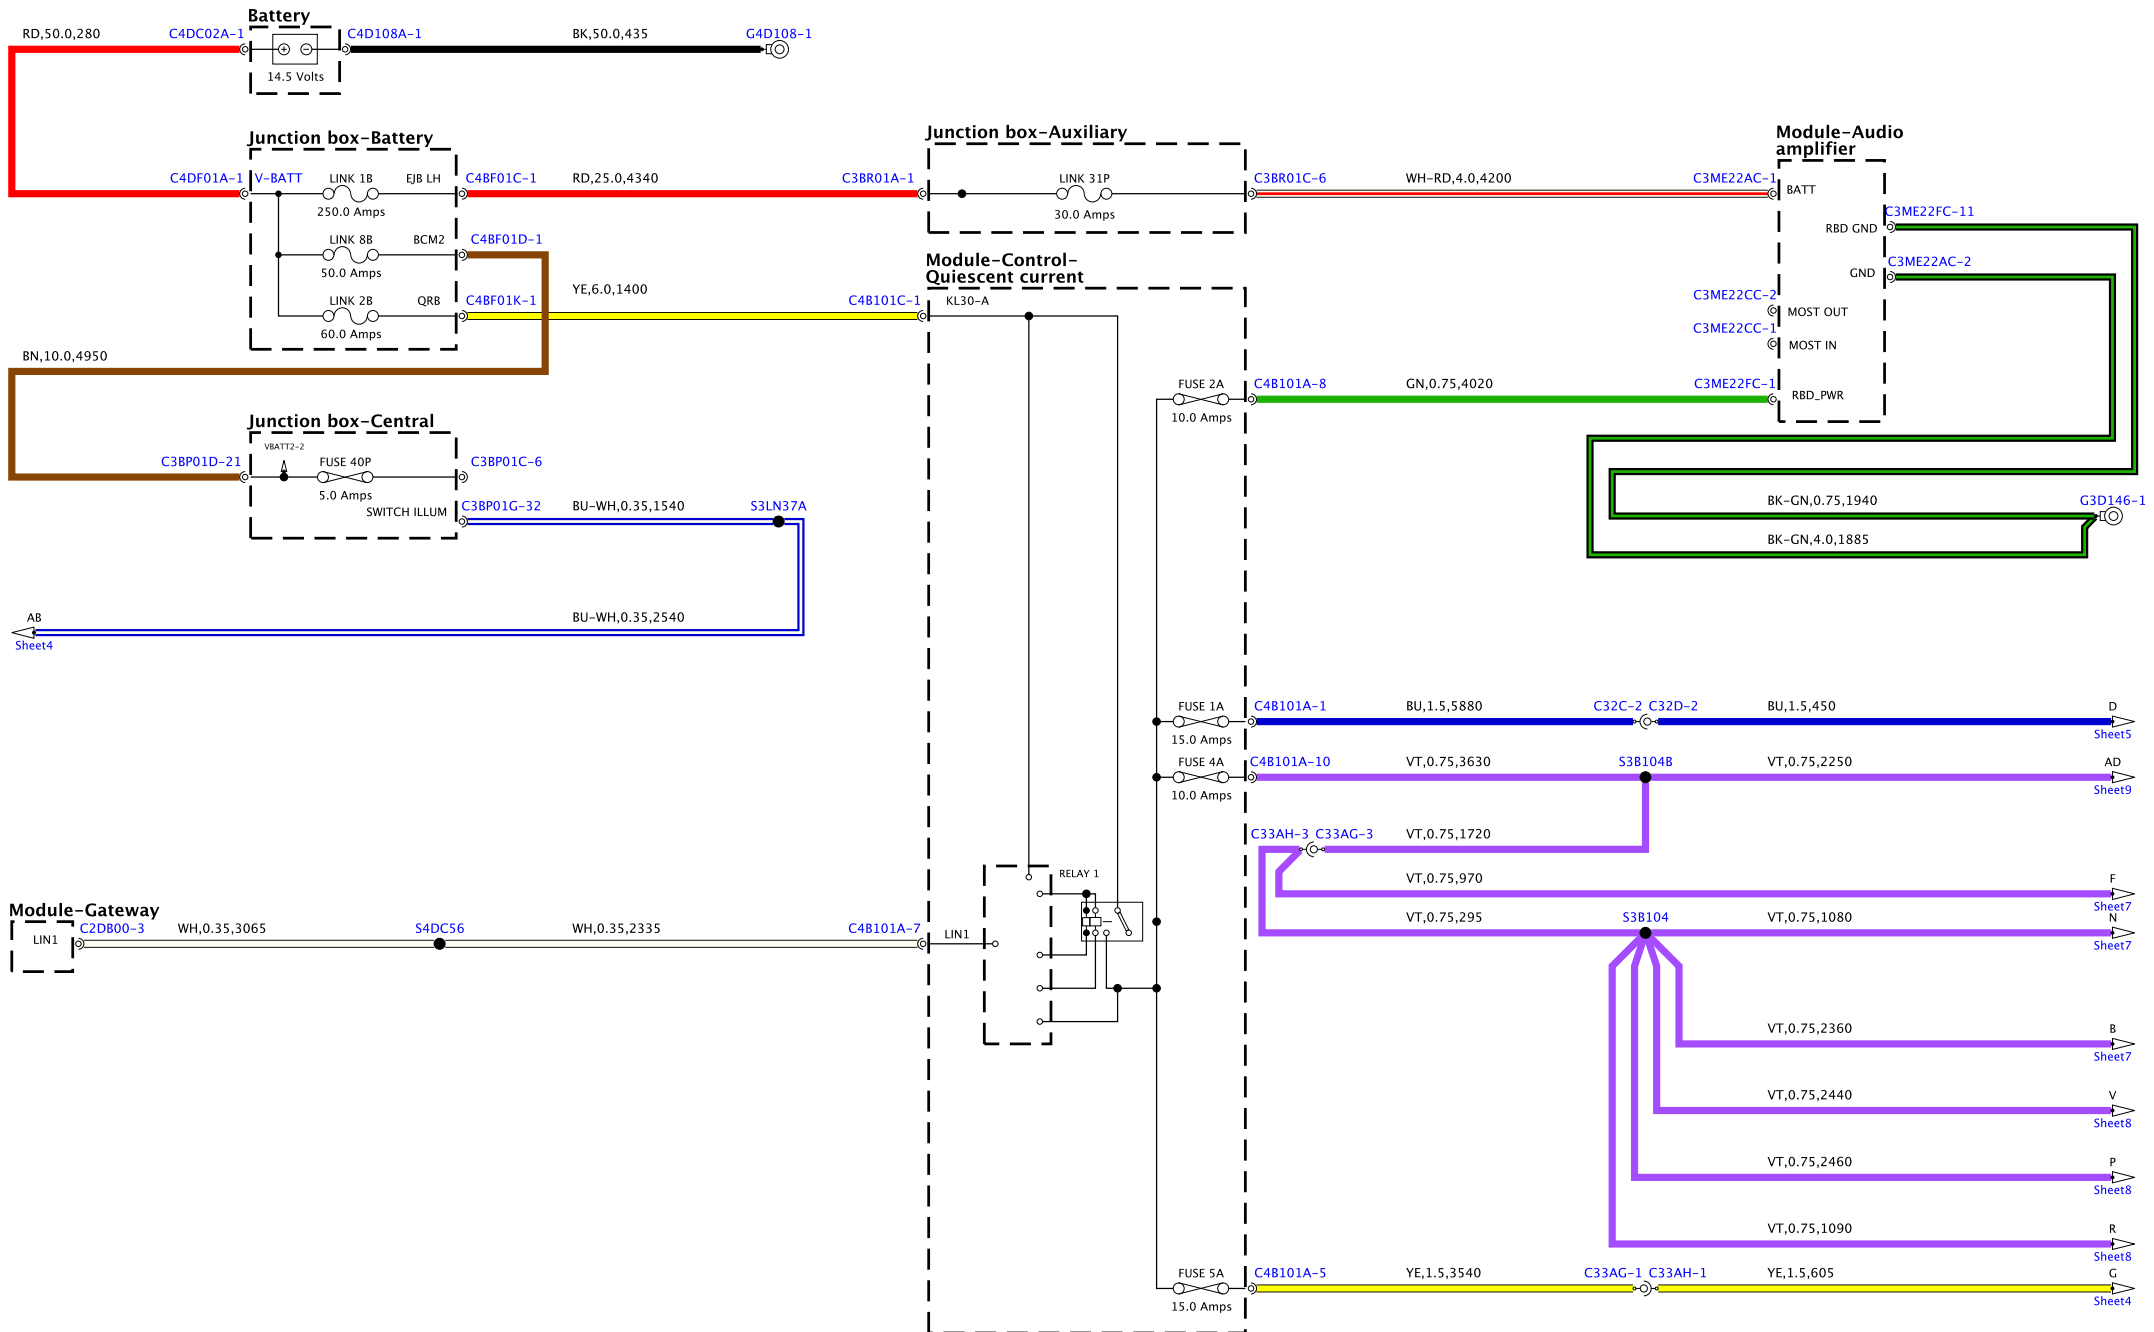 Battery
RD,50.0,280
C4DC02A-1
C4D108A-1
BK,50.0,435
G4D108-1
14.5 Volts
Junction box-Battery
C4DF01A-1
V-BATT
LINK 1B
EJB LH
250.0 Amps
C4BF01C-1
RD,25.0,4340
C3BR01A-1
LINK 8B
BCM2
50.0 Amps
C4BF01D-1
LINK 2B
QRB
60.0 Amps
C4BF01K-1
YE,6.0,1400
C4B101C-1
Junction box-Auxiliary
LINK 31P
30.0 Amps
C3BR01C-6
WH-RD,4.0,4200
C3ME22AC-1
Module-Audio
amplifier
BATT
C3ME22FC-11
RBD GND
C3ME22AC-2
GND
C3ME22CC-2
MOST OUT
C3ME22CC-1
MOST IN
Module-Control-
Quiescent current
KL30-A
FUSE 2A
10.0 Amps
C4B101A-8
GN,0.75,4020
C3ME22FC-1
RBD_PWR
BN,10.0,4950
Junction box-Central
VBATT2-2
C3BP01D-21
FUSE 40P
5.0 Amps
C3BP01C-6
SWITCH ILLUM
C3BP01G-32
BU-WH,0.35,1540
S3LN37A
BK-GN,0.75,1940
G3D146-1
BK-GN,4.0,1885
AB
Sheet4
BU-WH,0.35,2540
FUSE 1A
15.0 Amps
C4B101A-1
BU,1.5,5880
C32C-2
C32D-2
BU,1.5,450
D
Sheet5
FUSE 4A
10.0 Amps
C4B101A-10
VT,0.75,3630
S3B104B
VT,0.75,2250
AD
Sheet9
C33AH-3
C33AG-3
VT,0.75,1720
VT,0.75,970
F
Sheet7
VT,0.75,295
S3B104
VT,0.75,1080
N
Sheet7
RELAY 1
Module-Gateway
LIN1
C2DB00-3
WH,0.35,3065
S4DC56
WH,0.35,2335
C4B101A-7
LIN1
VT,0.75,2360
B
Sheet7
VT,0.75,2440
V
Sheet8
VT,0.75,2460
P
Sheet8
VT,0.75,1090
R
Sheet8
FUSE 5A
15.0 Amps
C4B101A-5
YE,1.5,3540
C33AG-1
C33AH-1
YE,1.5,605
G
Sheet4